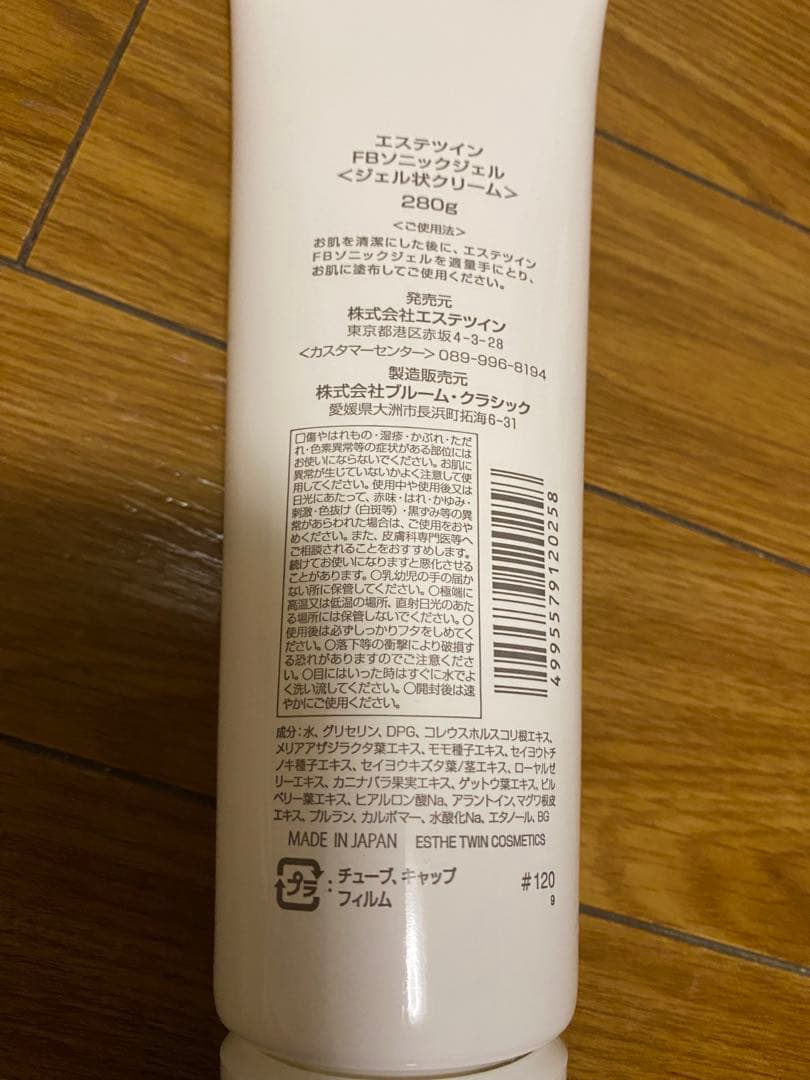 エステツイン
FBソニックジェル
＜ジェル状クリーム＞
280g
＜ご使用法＞
お肌を清潔にした後に、エステツイン
FBソニックジェルを適量手にとり、
お肌に塗布してご使用ください。
発売元
株式会社エステツイン
東京都港区赤坂4-3-28
＜カスタマーセンター＞089-996-8194
製造販売元
株式会社ブルーム・クラシック
愛媛県大洲市長浜町拓海6-31
□傷やはれもの・湿疹・かぶれ・ただ
れ・色素異常等の症状がある部位には
お使いにならないでください。お肌に
異常が生じていないかよく注意して使
用してください。使用中や使用後又は
日光にあたって、赤味・はれ・かゆみ・
刺激・色抜け（白斑等）・黒ずみ等の異
常があらわれた場合は、ご使用をおや
めください。また、皮膚科専門医等へ
ご相談されることをおすすめします。
続けてお使いになりますと悪化させる
ことがあります。〇乳幼児の手の届か
ない所に保管してください。〇極端に
高温又は低温の場所、直射日光のあた
る場所には保管しないでください。〇
使用後は必ずしっかりフタをしめてく
ださい。〇落下等の衝撃により破損す
る恐れがありますのでご注意くださ
い。〇目にはいった時はすぐに水でよ
く洗い流してください。〇開封後は速
やかにご使用ください。
4995579120258
成分：水、グリセリン、DPG、コレウスホルスコリ根エキス、
メリアアザジラクタ葉エキス、モモ種子エキス、セイヨウトチ
ノキ種子エキス、セイヨウキズタ葉/茎エキス、ローヤルゼ
リーエキス、カニナバラ果実エキス、ゲットウ葉エキス、ビル
ベリー葉エキス、ヒアルロン酸Na、アラントイン、マグワ根皮
エキス、プルラン、カルボマー、水酸化Na、エタノール、BG
MADE IN JAPAN ESTHE TWIN COSMETICS
プラ：チューブ、キャップ
フィルム
#120
9